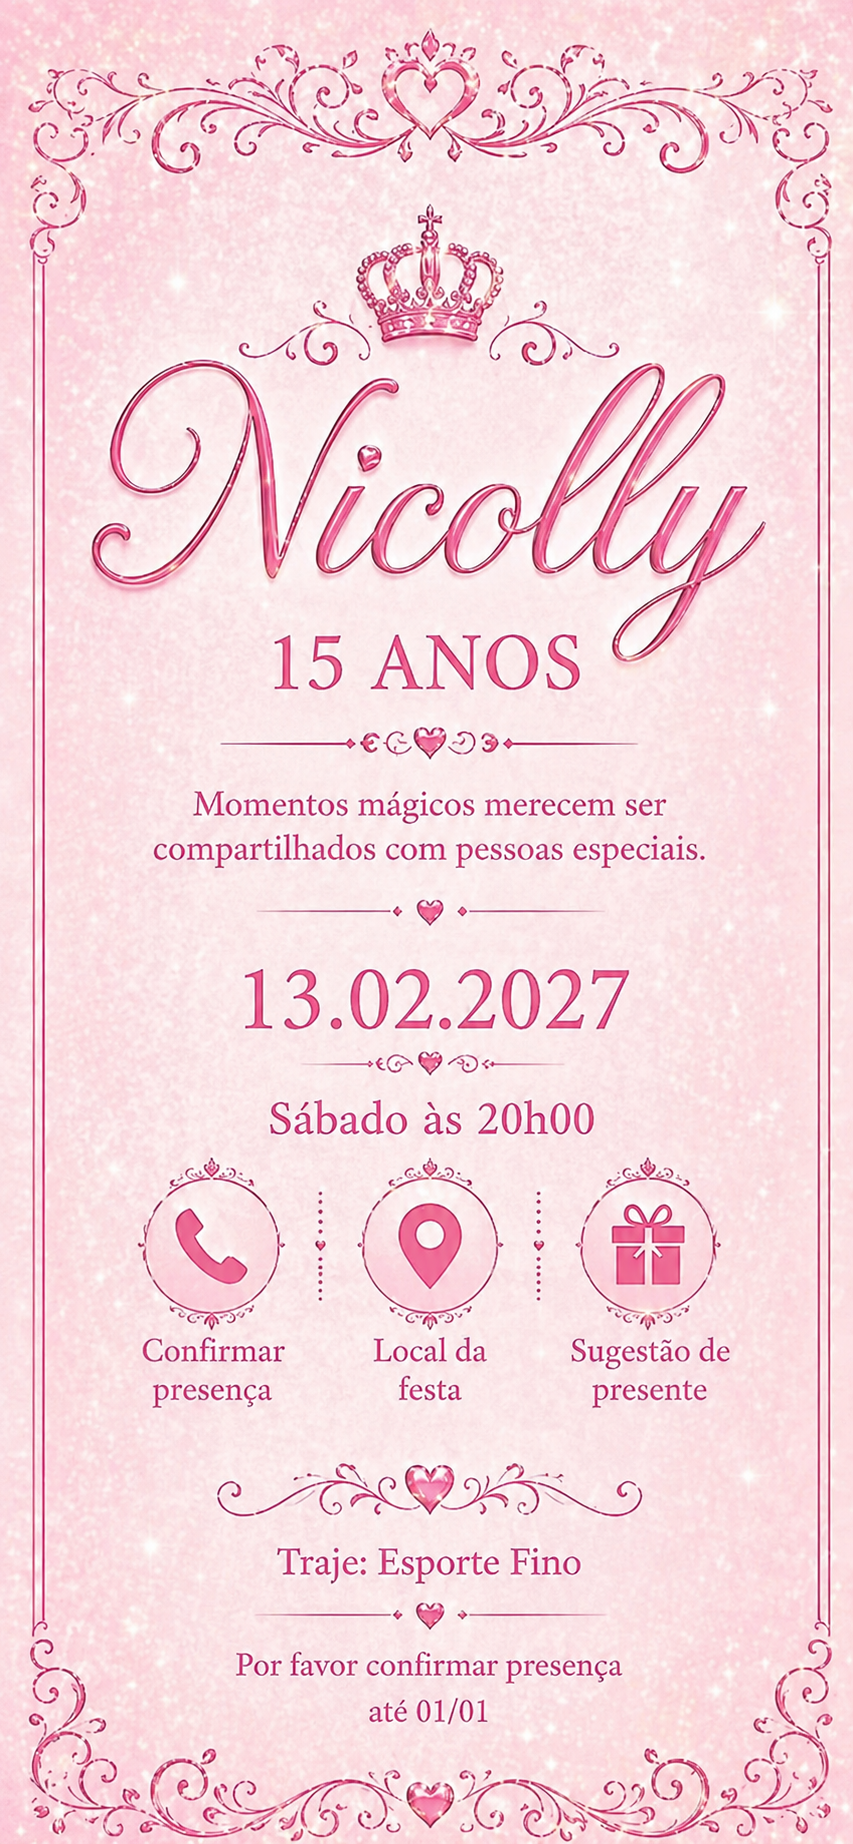 Nicolly
15 ANOS
Momentos mágicos merecem ser
compartilhados com pessoas especiais.
13.02.2027
Sábado às 20h00
Confirmar
presença
Local da
festa
Sugestão de
presente
Traje: Esporte Fino
Por favor confirmar presença
até 01/01